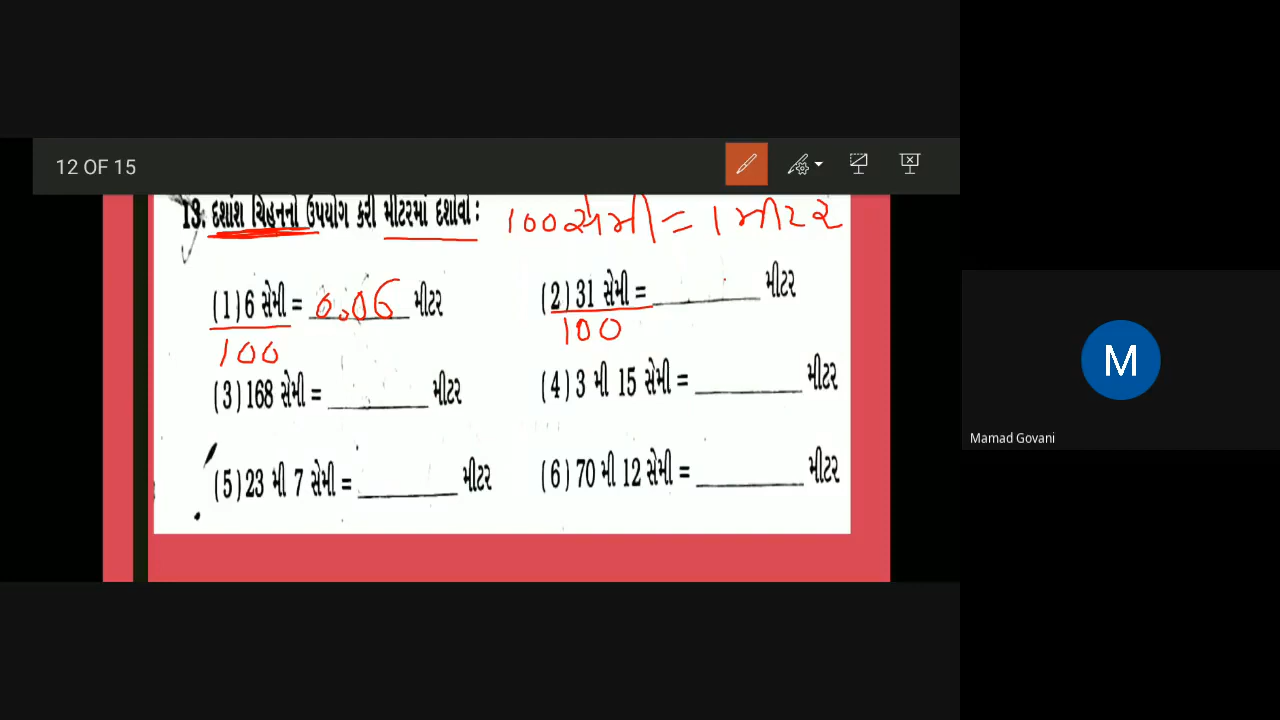 12 OF 15
13. દશાંશ ચિહ્નનો ઉપયોગ કરી મીટરમાં દર્શાવો : 100 સેમી = 1 મીટર
(1) 6 સેમી = 0.06 મીટર
100
(2) 31 સેમી = ________ મીટર
100
(3) 168 સેમી = ________ મીટર
(4) 3 મી 15 સેમી = ________ મીટર
(5) 23 મી 7 સેમી = ________ મીટર
(6) 70 મી 12 સેમી = ________ મીટર
M
Mamad Govani